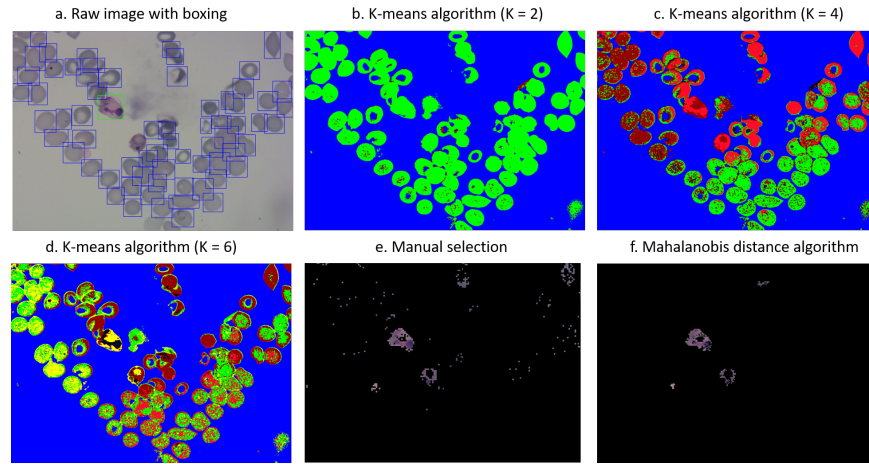 a. Raw image with boxing
b. K-means algorithm (K = 2)
c. K-means algorithm (K = 4)
d. K-means algorithm (K = 6)
e. Manual selection
f. Mahalanobis distance algorithm